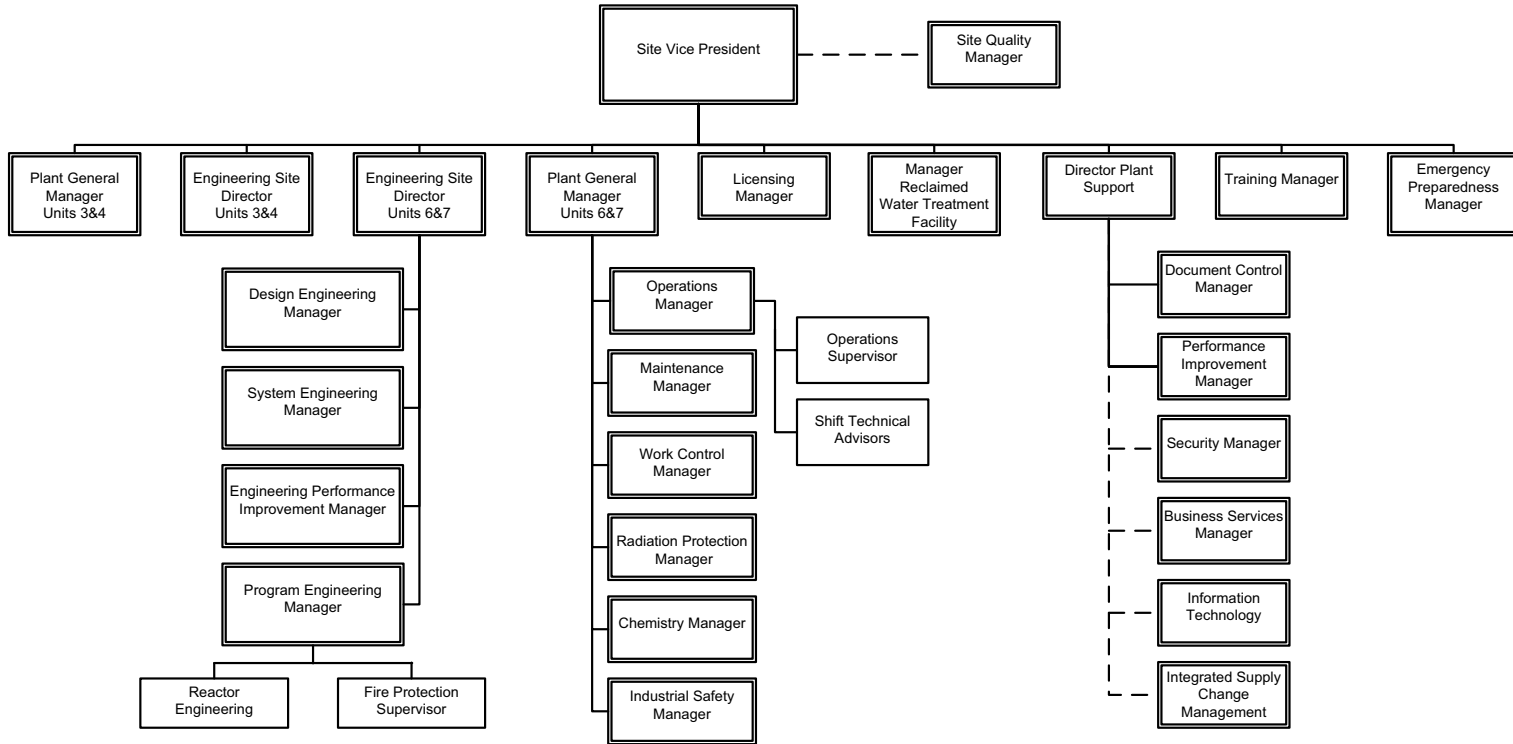 Site Vice President
Site Quality
Manager
Plant General
Manager
Units 3&4
Engineering Site
Director
Units 3&4
Engineering Site
Director
Units 6&7
Plant General
Manager
Units 6&7
Licensing
Manager
Manager
Reclaimed
Water Treatment
Facility
Director Plant
Support
Training Manager
Emergency
Preparedness
Manager
Design Engineering
Manager
System Engineering
Manager
Engineering Performance
Improvement Manager
Program Engineering
Manager
Reactor
Engineering
Fire Protection
Supervisor
Operations
Manager
Operations
Supervisor
Shift Technical
Advisors
Maintenance
Manager
Work Control
Manager
Radiation Protection
Manager
Chemistry Manager
Industrial Safety
Manager
Document Control
Manager
Performance
Improvement
Manager
Security Manager
Business Services
Manager
Information
Technology
Integrated Supply
Change
Management